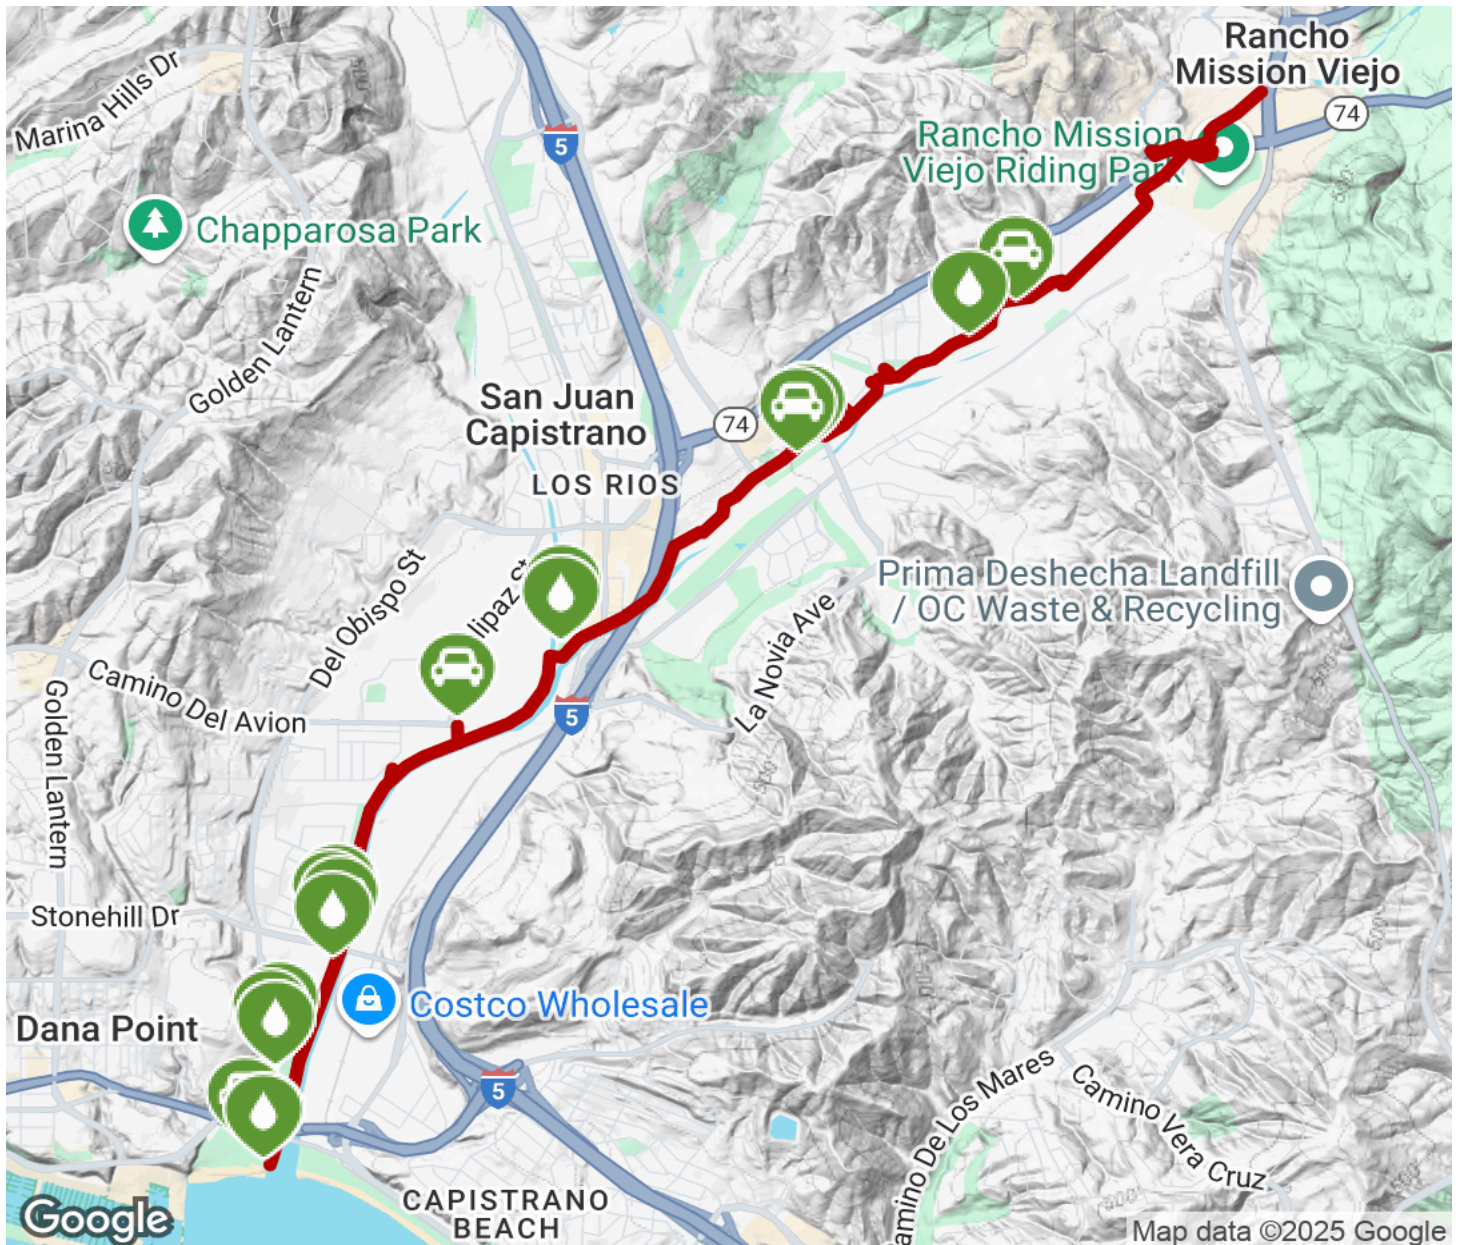 Rancho
Mission Viejo
Marina Hills Dr
74
5
Rancho Mission
Viejo Riding Park
Chapparosa Park
Golden Lantern
San Juan
Capistrano
74
LOS RIOS
Del Obispo St
lipaz St
Prima Deshecha Landfill
/ OC Waste & Recycling
La Novia Ave
Camino Del Avion
5
Golden Lantern
Stonehill Dr
Costco Wholesale
Dana Point
5
Camino De Los Mares
Camino Vera Cruz
CAPISTRANO
BEACH
Google
Map data ©2025 Google